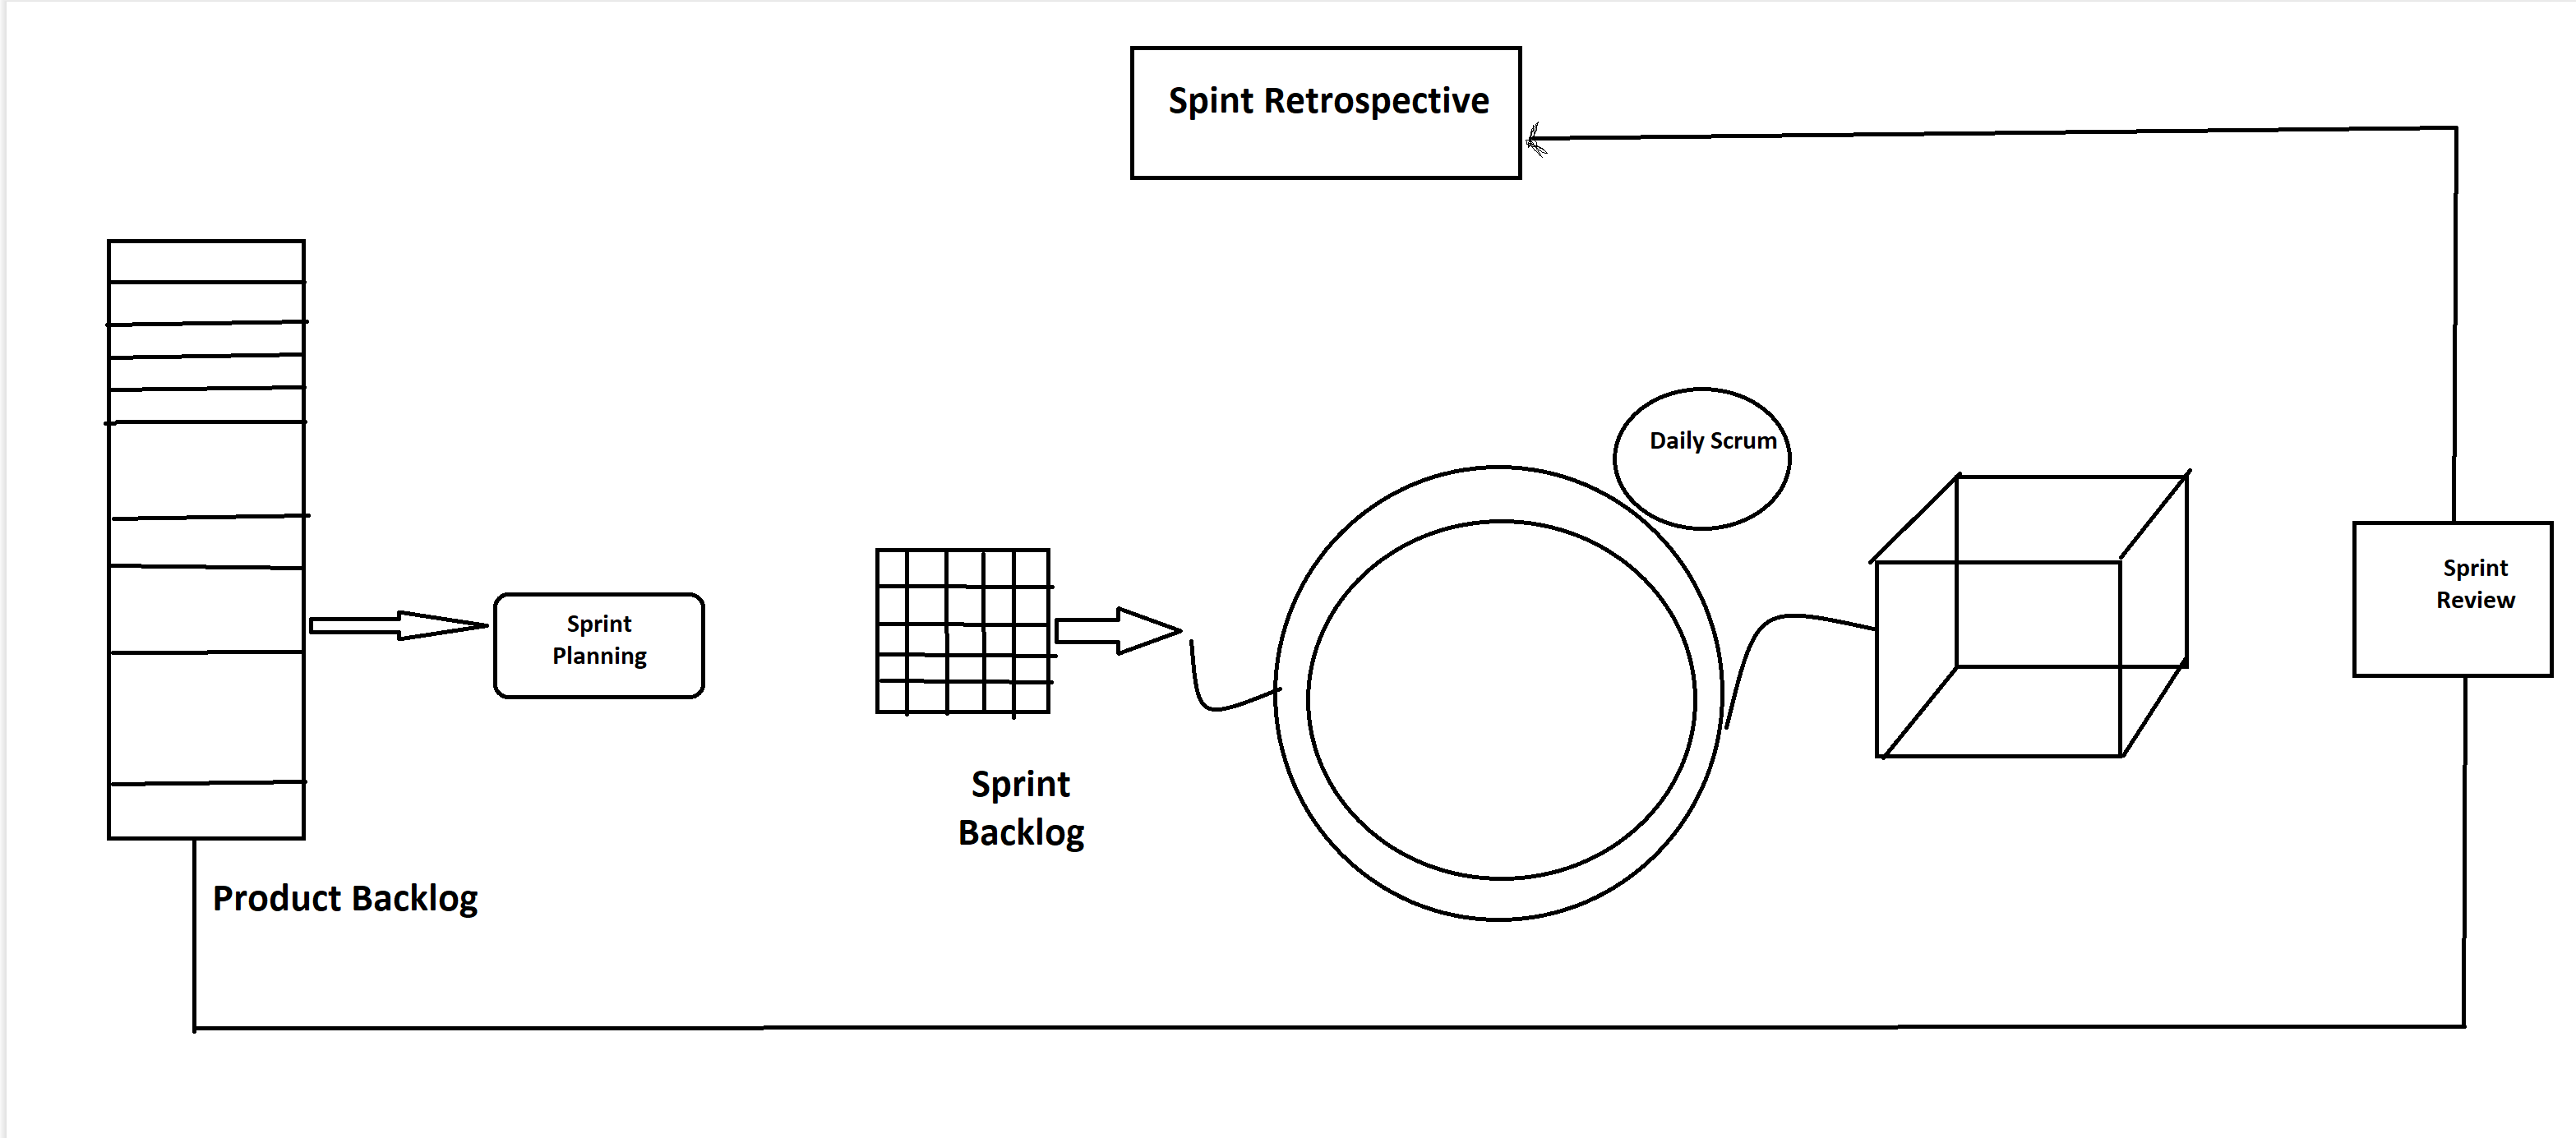 Spint Retrospective
Daily Scrum
Sprint
Planning
Sprint
Review
Sprint
Backlog
Product Backlog